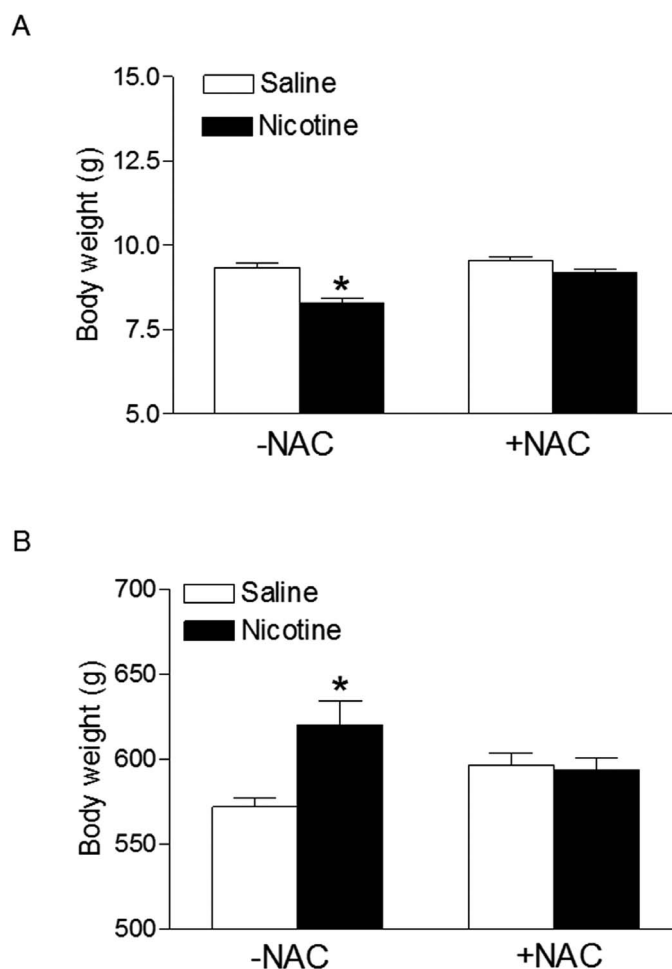 A
Body weight (g)
15.0
12.5
10.0
7.5
5.0
Saline
Nicotine
*
-NAC +NAC
B
Body weight (g)
700
650
600
550
500
Saline
Nicotine
*
-NAC +NAC